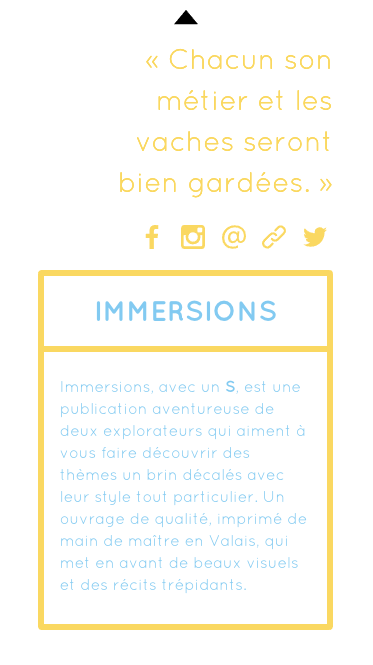 « Chacun son
métier et les
vaches seront
bien gardées. »
IMMERSIONS
Immersions, avec un S, est une
publication aventureuse de
deux explorateurs qui aiment à
vous faire découvrir des
thèmes un brin décalés avec
leur style tout particulier. Un
ouvrage de qualité, imprimé de
main de maître en Valais, qui
met en avant de beaux visuels
et des récits trépidants.